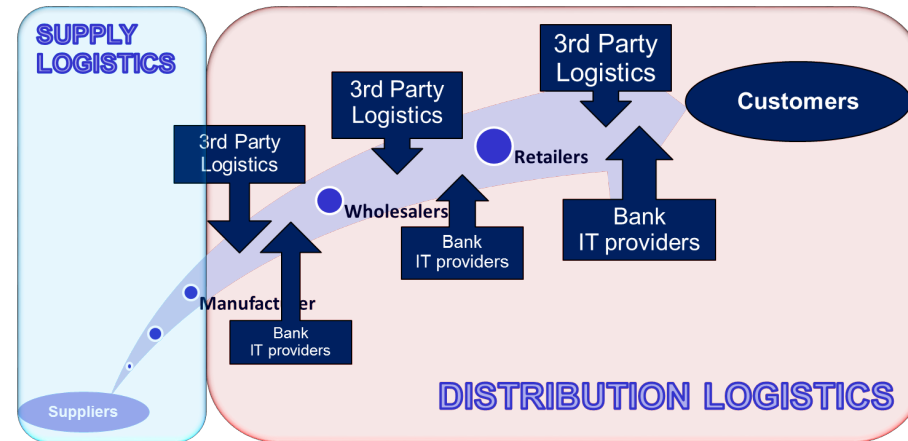 SUPPLY
LOGISTICS
3rd Party
Logistics
3rd Party
Logistics
3rd Party
Logistics
Customers
Retailers
Wholesalers
Manufacturer
Bank
IT providers
Bank
IT providers
Bank
IT providers
Suppliers
DISTRIBUTION LOGISTICS